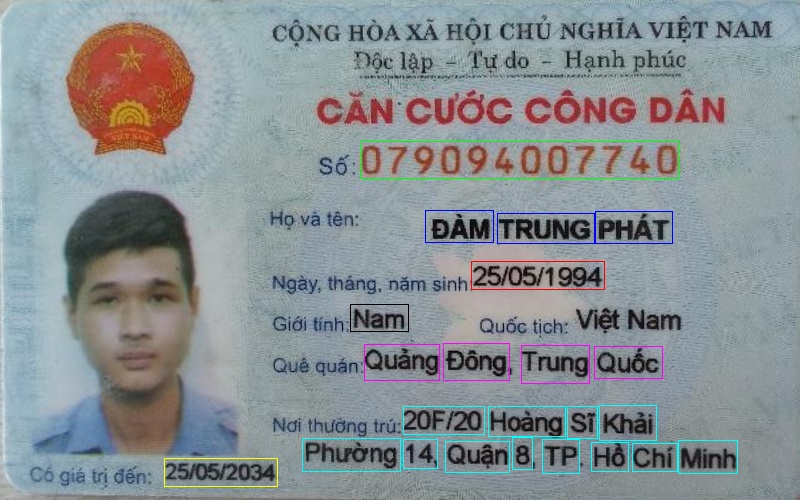 CỘNG HÒA XÃ HỘI CHỦ NGHĨA VIỆT NAM
Độc lập - Tự do - Hạnh phúc
CĂN CƯỚC CÔNG DÂN
Số: 079094007740
Họ và tên: ĐÀM TRUNG PHÁT
Ngày, tháng, năm sinh 25/05/1994
Giới tính: Nam Quốc tịch: Việt Nam
Quê quán: Quảng Đông, Trung Quốc
Nơi thường trú: 20F/20 Hoàng Sĩ Khải
Phường 14, Quận 8, TP. Hồ Chí Minh
Có giá trị đến: 25/05/2034